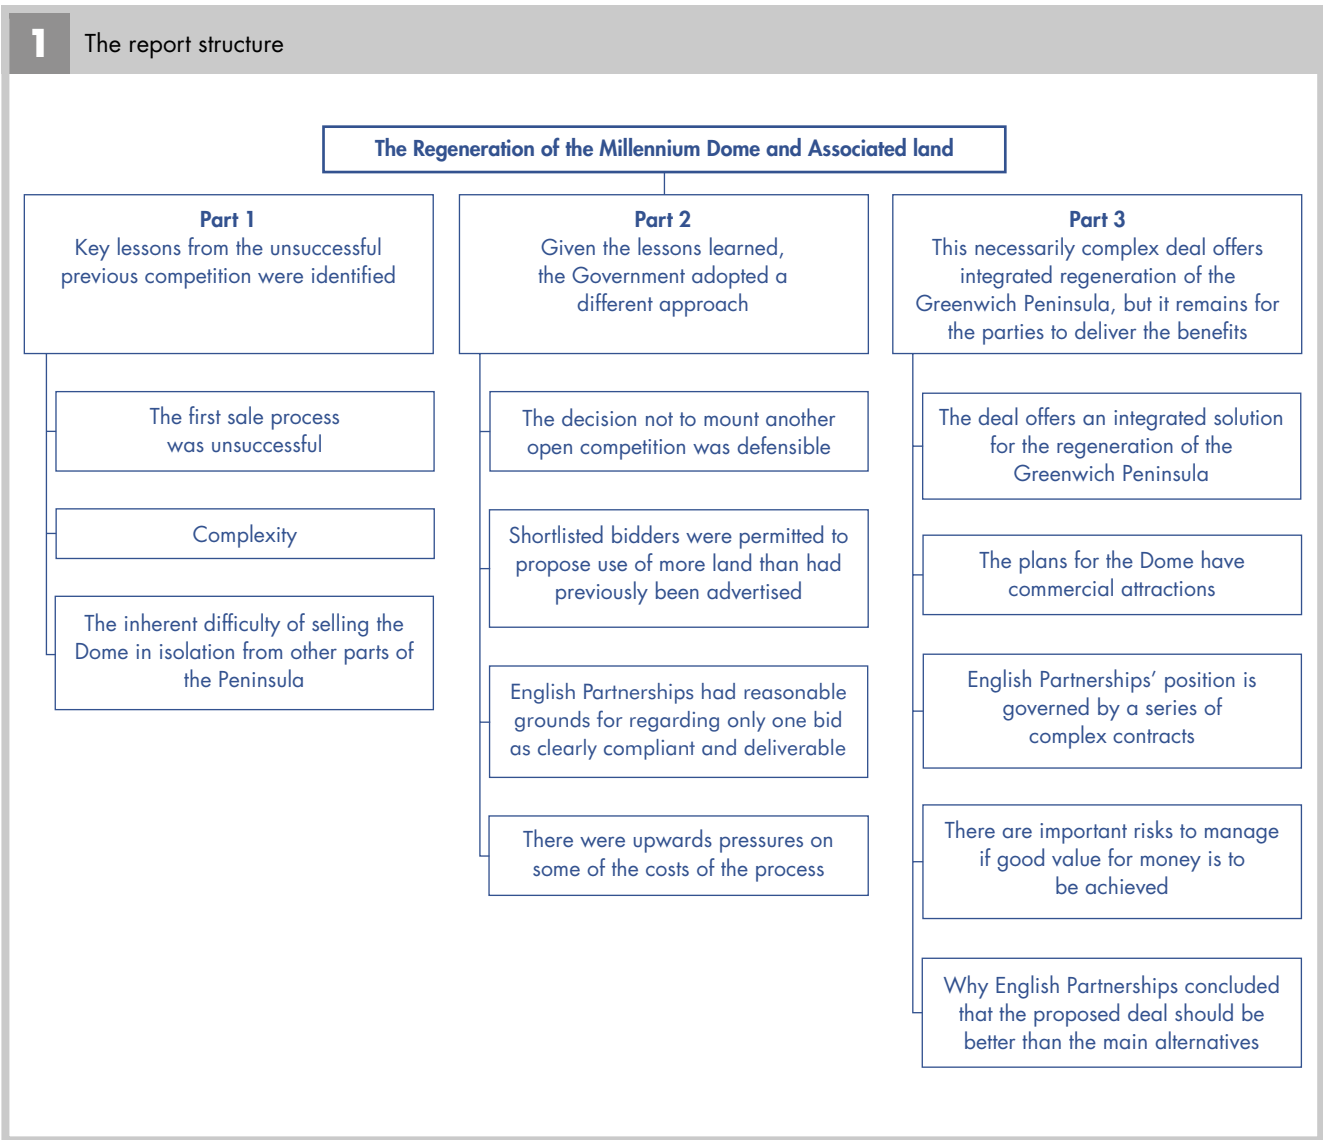 1
The report structure
The Regeneration of the Millennium Dome and Associated land
Part 1
Key lessons from the unsuccessful
previous competition were identified
The first sale process
was unsuccessful
Complexity
The inherent difficulty of selling the
Dome in isolation from other parts of
the Peninsula
Part 2
Given the lessons learned,
the Government adopted a
different approach
The decision not to mount another
open competition was defensible
Shortlisted bidders were permitted to
propose use of more land than had
previously been advertised
English Partnerships had reasonable
grounds for regarding only one bid
as clearly compliant and deliverable
There were upwards pressures on
some of the costs of the process
Part 3
This necessarily complex deal offers
integrated regeneration of the
Greenwich Peninsula, but it remains for
the parties to deliver the benefits
The deal offers an integrated solution
for the regeneration of the
Greenwich Peninsula
The plans for the Dome have
commercial attractions
English Partnerships’ position is
governed by a series of
complex contracts
There are important risks to manage
if good value for money is to
be achieved
Why English Partnerships concluded
that the proposed deal should be
better than the main alternatives